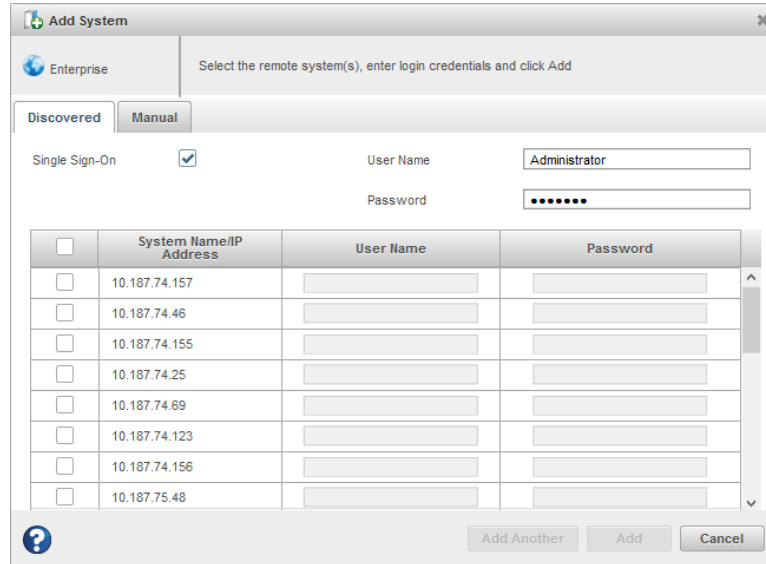 Add System
Enterprise
Select the remote system(s), enter login credentials and click Add
Discovered Manual
Single Sign-On User Name Administrator
Password •••••••
System Name/IP
Address
User Name Password
10.187.74.157
10.187.74.46
10.187.74.155
10.187.74.25
10.187.74.69
10.187.74.123
10.187.74.156
10.187.75.48
? Add Another Add Cancel